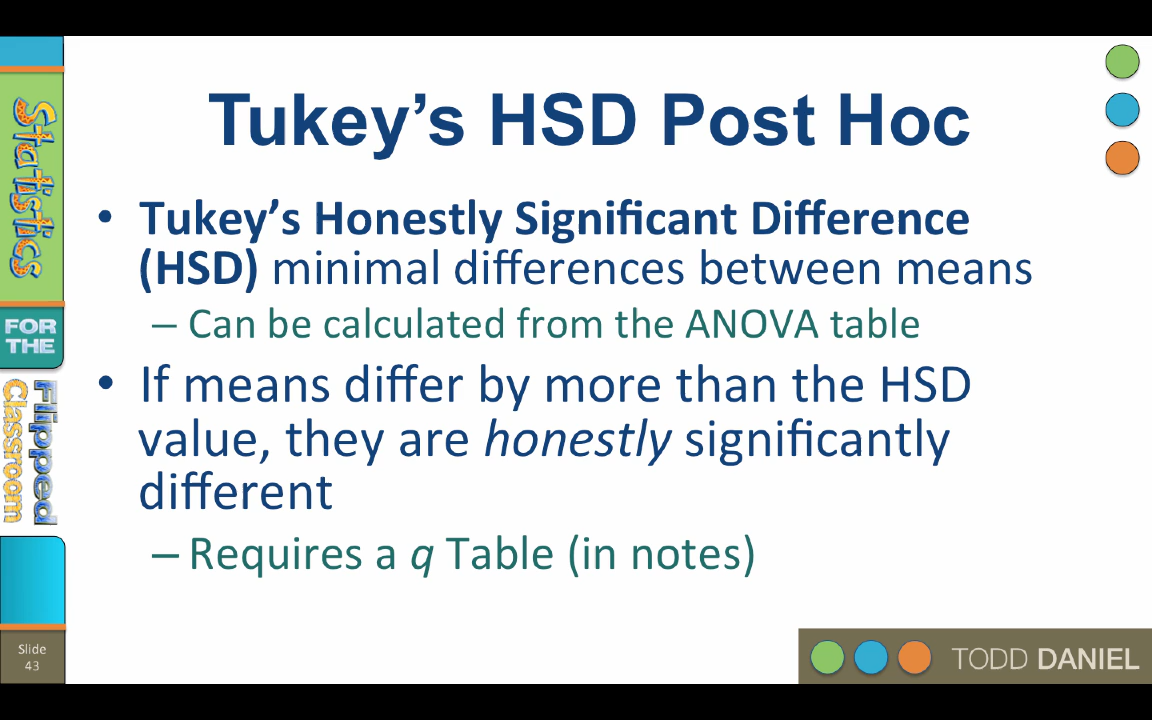 Tukey's HSD Post Hoc
• Tukey's Honestly Significant Difference
(HSD) minimal differences between means
– Can be calculated from the ANOVA table
• If means differ by more than the HSD
value, they are honestly significantly
different
– Requires a q Table (in notes)
Statistics
FOR
THE
Flipped
Classroom
Slide
43
TODD DANIEL